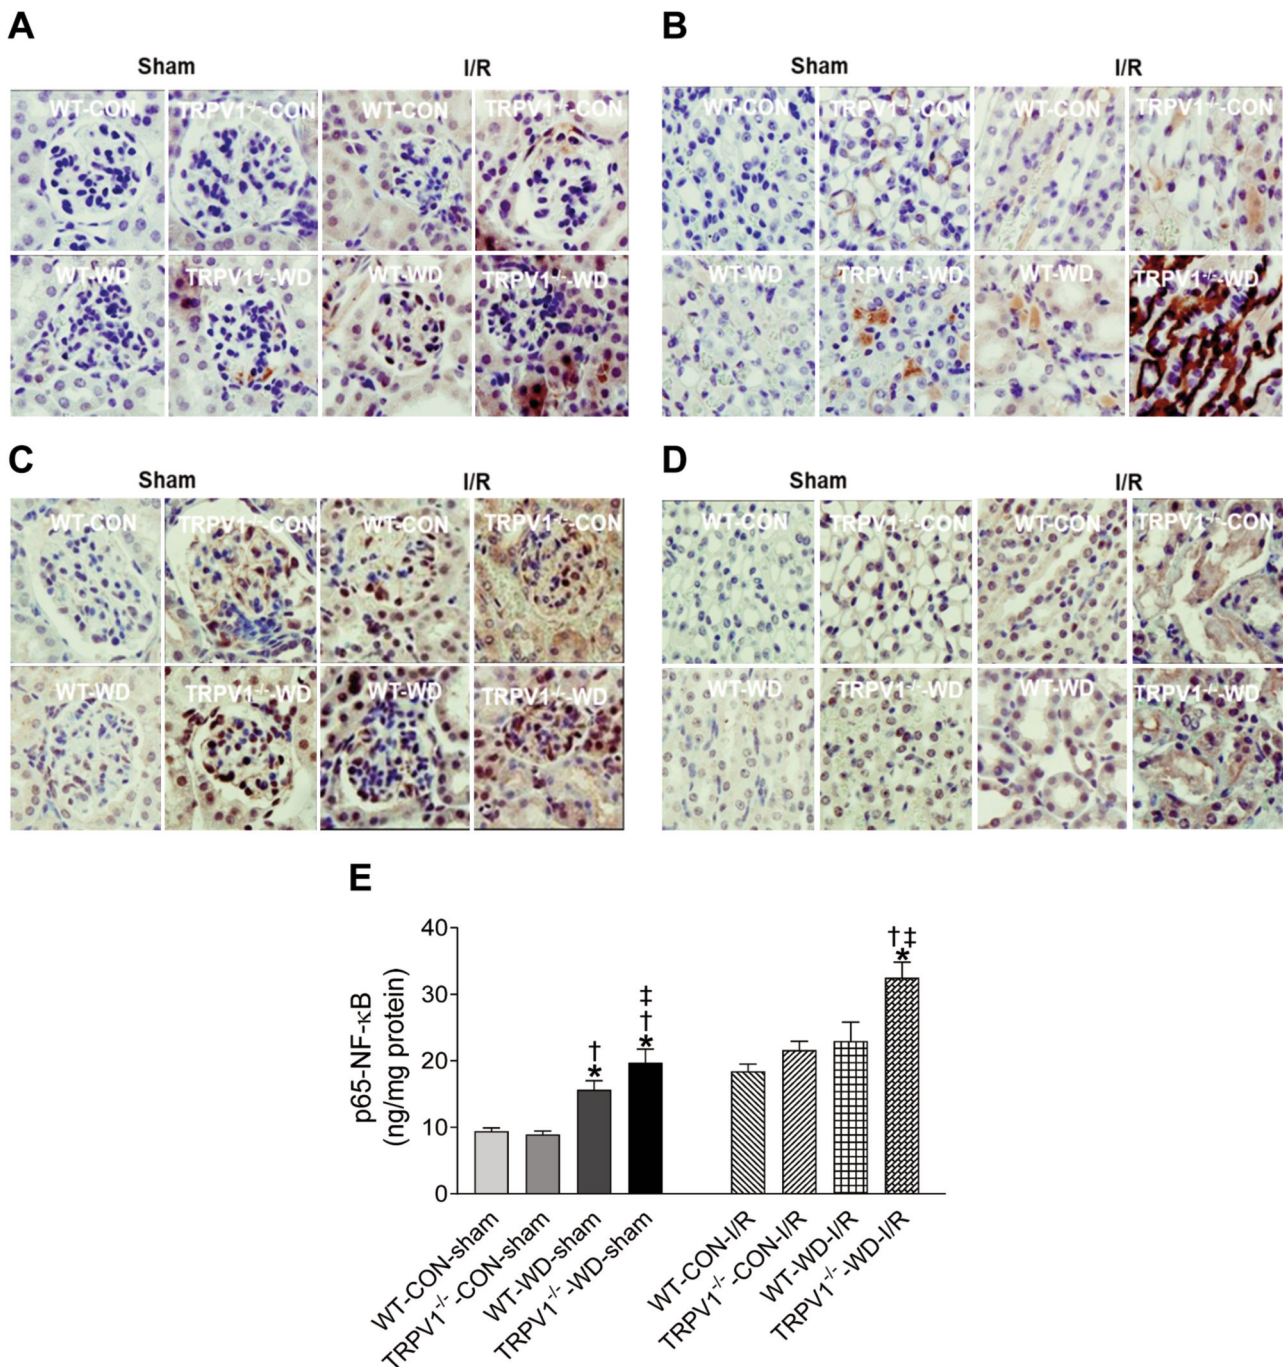 A
B
Sham
I/R
Sham
I/R
WT-CON
TRPV1⁻/⁻-CON
WT-CON
TRPV1⁻/⁻-CON
WT-CON
TRPV1⁻/⁻-CON
WT-CON
TRPV1⁻/⁻-CON
WT-WD
TRPV1⁻/⁻-WD
WT-WD
TRPV1⁻/⁻-WD
WT-WD
TRPV1⁻/⁻-WD
WT-WD
TRPV1⁻/⁻-WD
C
D
Sham
I/R
Sham
I/R
WT-CON
TRPV1⁻/⁻-CON
WT-CON
TRPV1⁻/⁻-CON
WT-CON
TRPV1⁻/⁻-CON
WT-CON
TRPV1⁻/⁻-CON
WT-WD
TRPV1⁻/⁻-WD
WT-WD
TRPV1⁻/⁻-WD
WT-WD
TRPV1⁻/⁻-WD
WT-WD
TRPV1⁻/⁻-WD
E
p65-NF-κB
(ng/mg protein)
40
30
20
10
0
†
*
‡
†
*
†‡
*
WT-CON-sham
TRPV1⁻/⁻-CON-sham
WT-WD-sham
TRPV1⁻/⁻-WD-sham
WT-CON-I/R
TRPV1⁻/⁻-CON-I/R
WT-WD-I/R
TRPV1⁻/⁻-WD-I/R